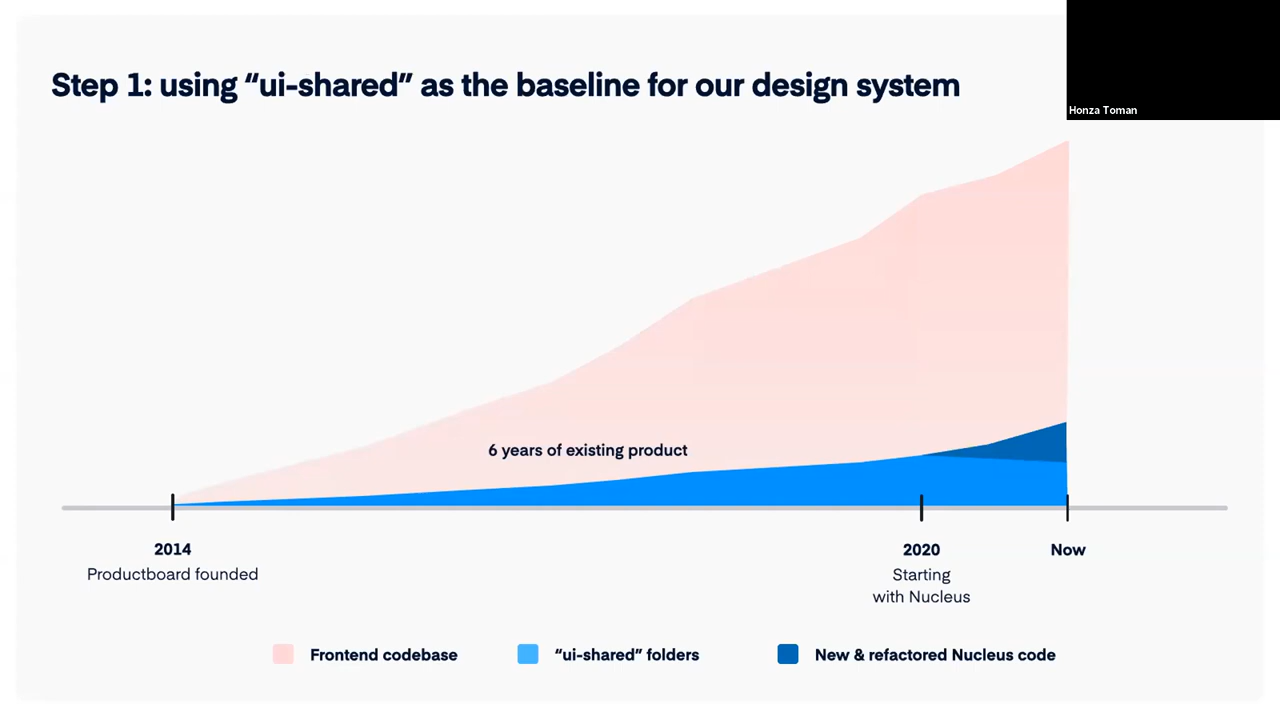 Step 1: using “ui-shared” as the baseline for our design system
Honza Toman
6 years of existing product
2014
Productboard founded
2020
Starting
with Nucleus
Now
Frontend codebase
“ui-shared” folders
New & refactored Nucleus code